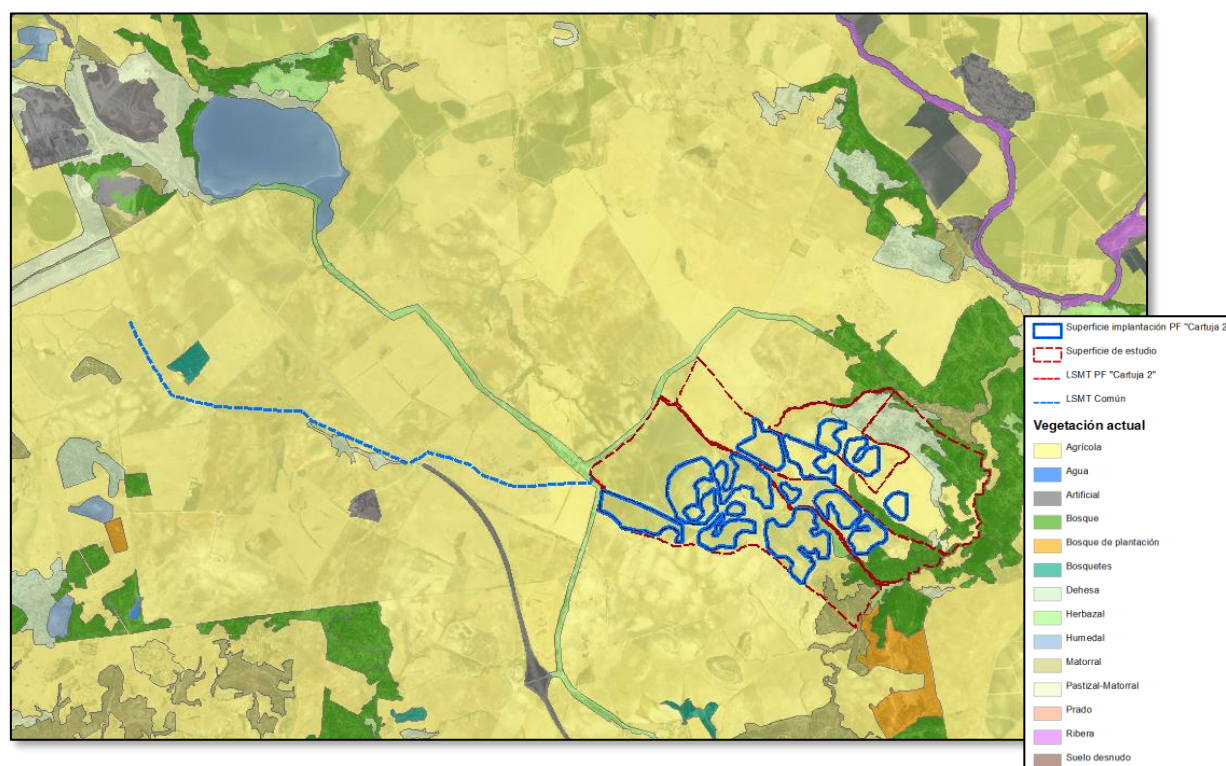 Superficie implantación PF "Cartuja 2
Superficie de estudio
LSMT PF "Cartuja 2"
LSMT Común
Vegetación actual
Agrícola
Agua
Artificial
Bosque
Bosque de plantación
Bosquetes
Dehesa
Herbazal
Humedal
Matorral
Pastizal-Matorral
Prado
Ribera
Suelo desnudo